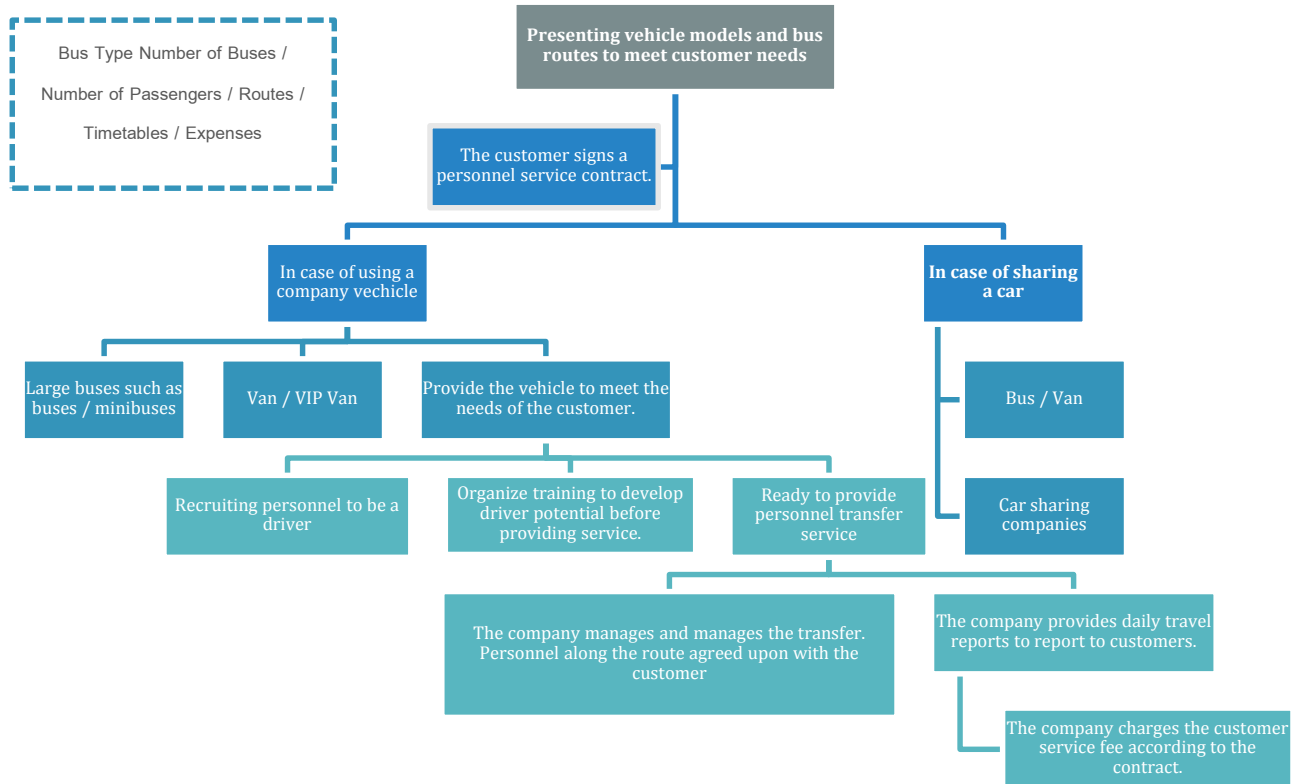 Bus Type Number of Buses /
Number of Passengers / Routes /
Timetables / Expenses
Presenting vehicle models and bus
routes to meet customer needs
The customer signs a
personnel service contract.
In case of using a
company vechicle
In case of sharing
a car
Large buses such as
buses / minibuses
Van / VIP Van
Provide the vehicle to meet the
needs of the customer.
Bus / Van
Recruiting personnel to be a
driver
Organize training to develop
driver potential before
providing service.
Ready to provide
personnel transfer
service
Car sharing
companies
The company manages and manages the transfer.
Personnel along the route agreed upon with the
customer
The company provides daily travel
reports to report to customers.
The company charges the customer
service fee according to the
contract.